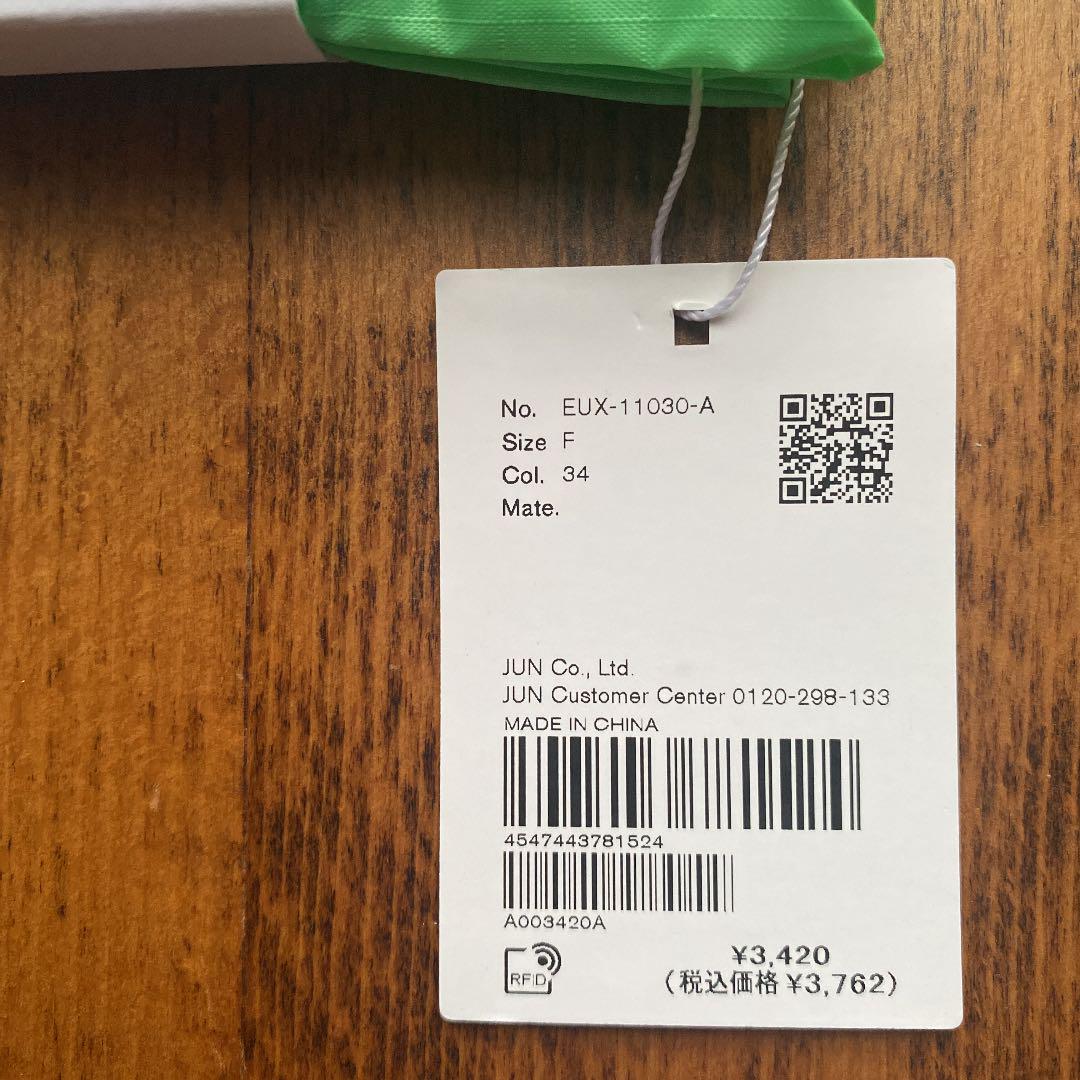 No. EUX-11030-A
Size F
Col. 34
Mate.
JUN Co., Ltd.
JUN Customer Center 0120-298-133
MADE IN CHINA
4547443781524
A003420A
RFID
¥3,420
(税込価格 ¥3,762)